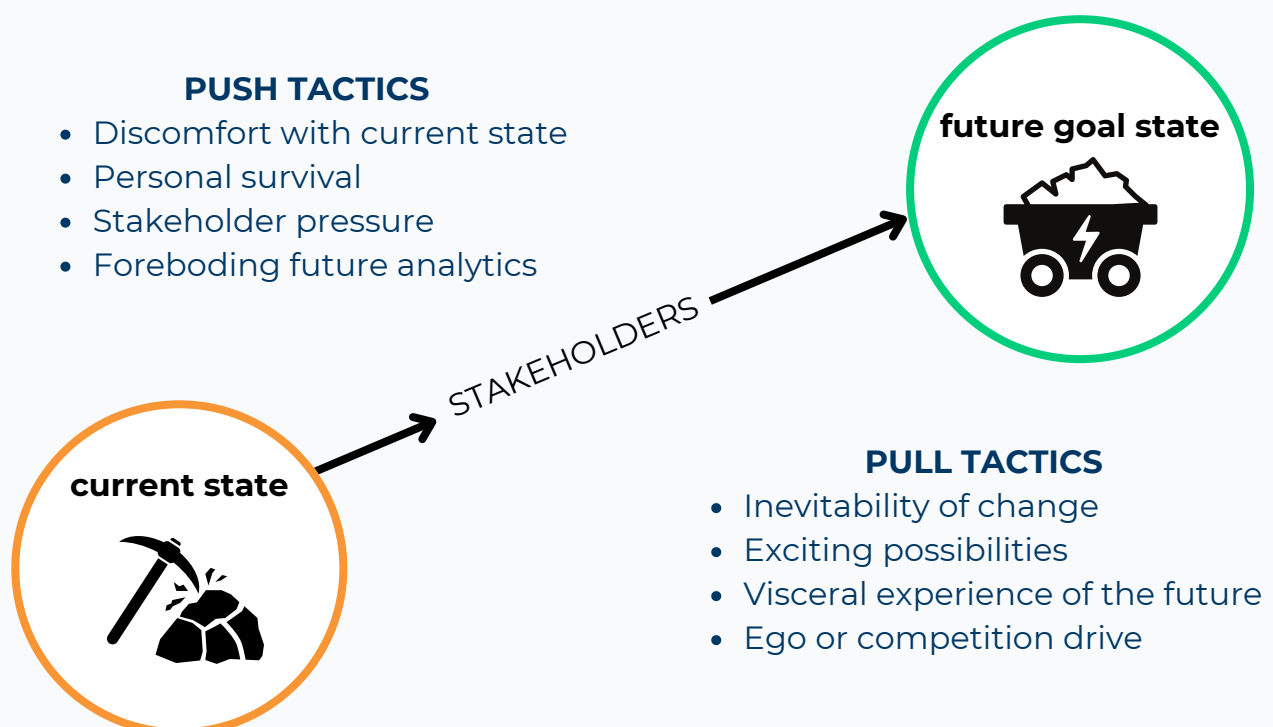 PUSH TACTICS
• Discomfort with current state
• Personal survival
• Stakeholder pressure
• Foreboding future analytics
future goal state
STAKEHOLDERS
current state
PULL TACTICS
• Inevitability of change
• Exciting possibilities
• Visceral experience of the future
• Ego or competition drive